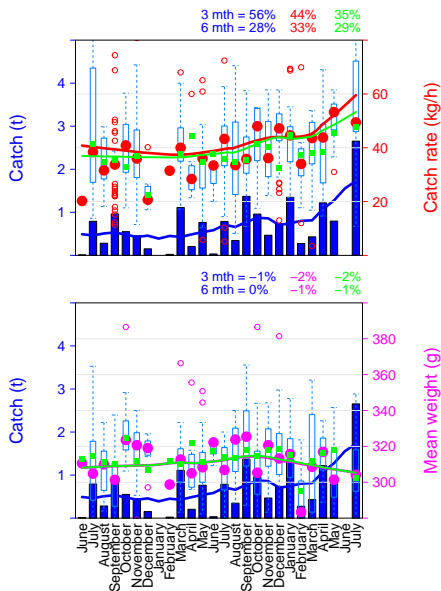 3 mth = 56% 44% 35%
6 mth = 28% 33% 29%
5
4
3
2
1
Catch (t)
60
40
20
Catch rate (kg/h)
3 mth = −1% −2% −2%
6 mth = 0% −1% −1%
5
4
3
2
1
Catch (t)
380
360
340
320
300
Mean weight (g)
June
July
August
September
October
November
December
January
February
March
April
May
June
July
August
September
October
November
December
January
February
March
April
May
June
July